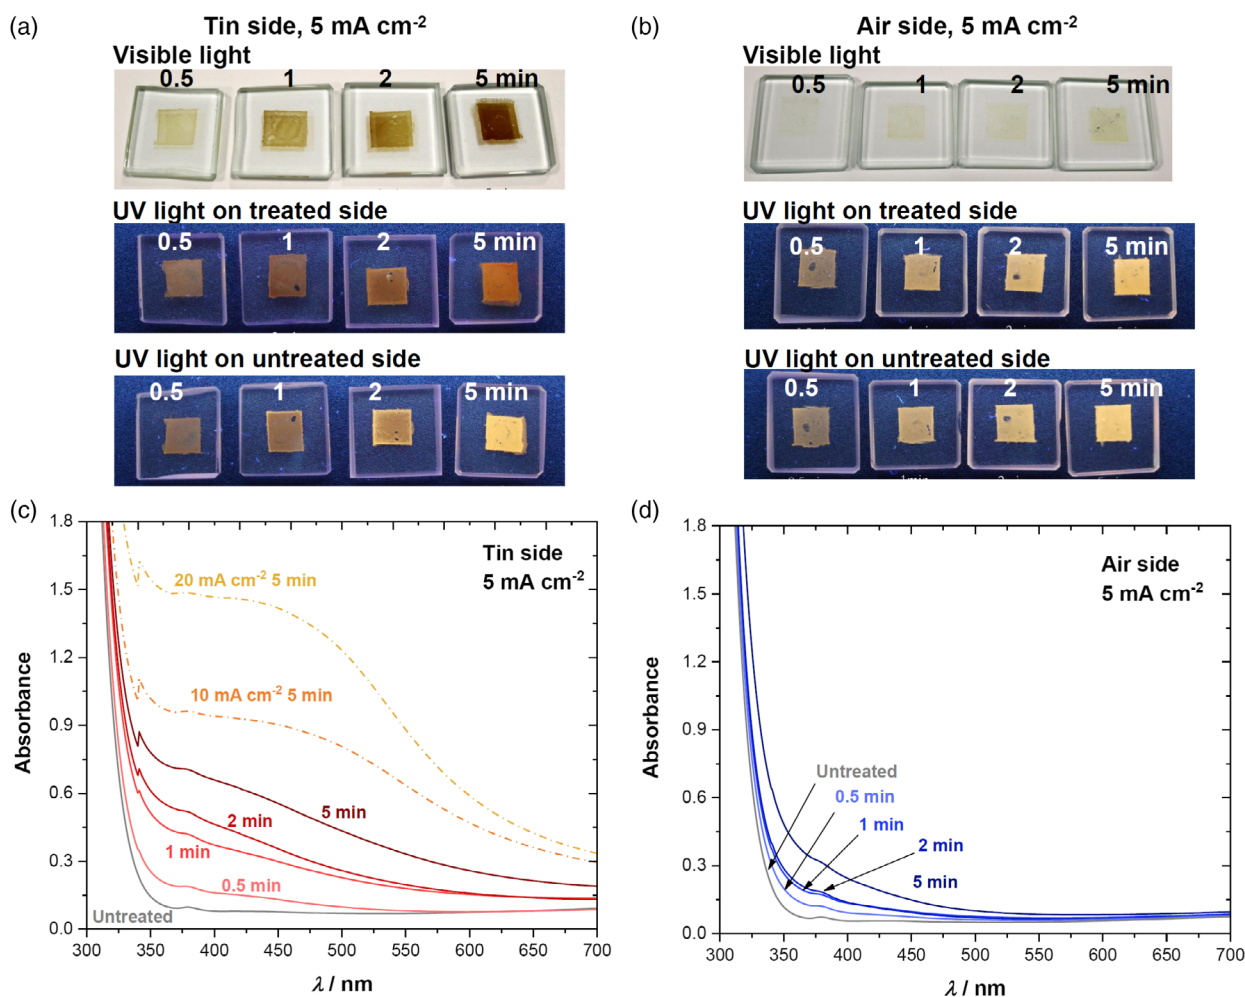 (a)
Tin side, 5 mA cm-2
Visible light
0.5 1 2 5 min
UV light on treated side
0.5 1 2 5 min
UV light on untreated side
0.5 1 2 5 min
(b)
Air side, 5 mA cm-2
Visible light
0.5 1 2 5 min
UV light on treated side
0.5 1 2 5 min
UV light on untreated side
0.5 1 2 5 min
1min
(c)
1.8
1.5
1.2
0.9
0.6
0.3
0.0
Absorbance
Tin side
5 mA cm-2
20 mA cm-2 5 min
10 mA cm-2 5 min
5 min
2 min
1 min
0.5 min
Untreated
300 350 400 450 500 550 600 650 700
λ / nm
(d)
1.8
1.5
1.2
0.9
0.6
0.3
0.0
Absorbance
Air side
5 mA cm-2
Untreated
0.5 min
1 min
2 min
5 min
300 350 400 450 500 550 600 650 700
λ / nm